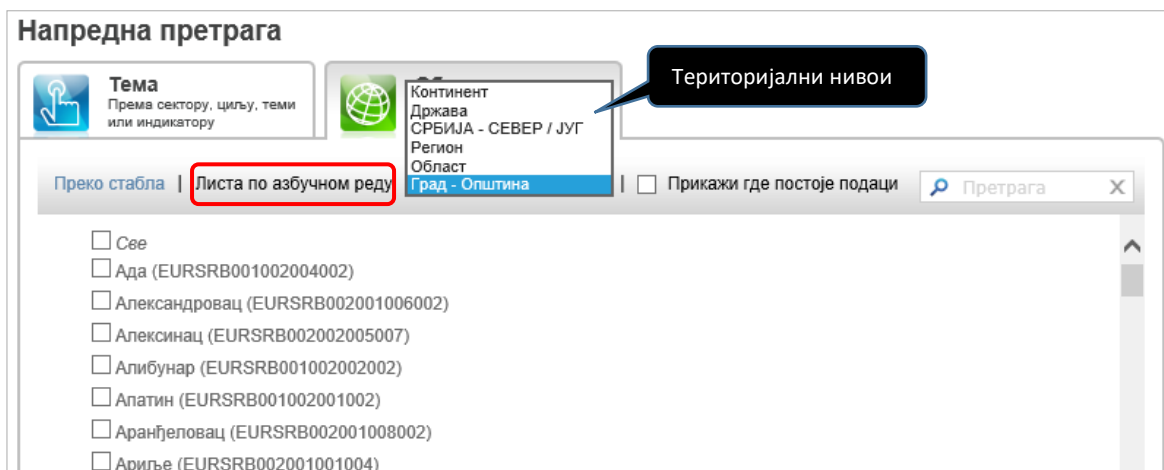 Напредна претрага
Тема
Према сектору, циљу, теми
или индикатору
Територијални нивои
Континент
Држава
СРБИЈА - СЕВЕР / ЈУГ
Регион
Област
Град - Општина
Преко стабла | Листа по азбучном реду
| Прикажи где постоје подаци
Претрага X
Све
Ада (EURSRB001002004002)
Александровац (EURSRB002001006002)
Алексинац (EURSRB002002005007)
Алибунар (EURSRB001002002002)
Апатин (EURSRB001002001002)
Аранђеловац (EURSRB002001008002)
Ариље (EURSRB002001001004)